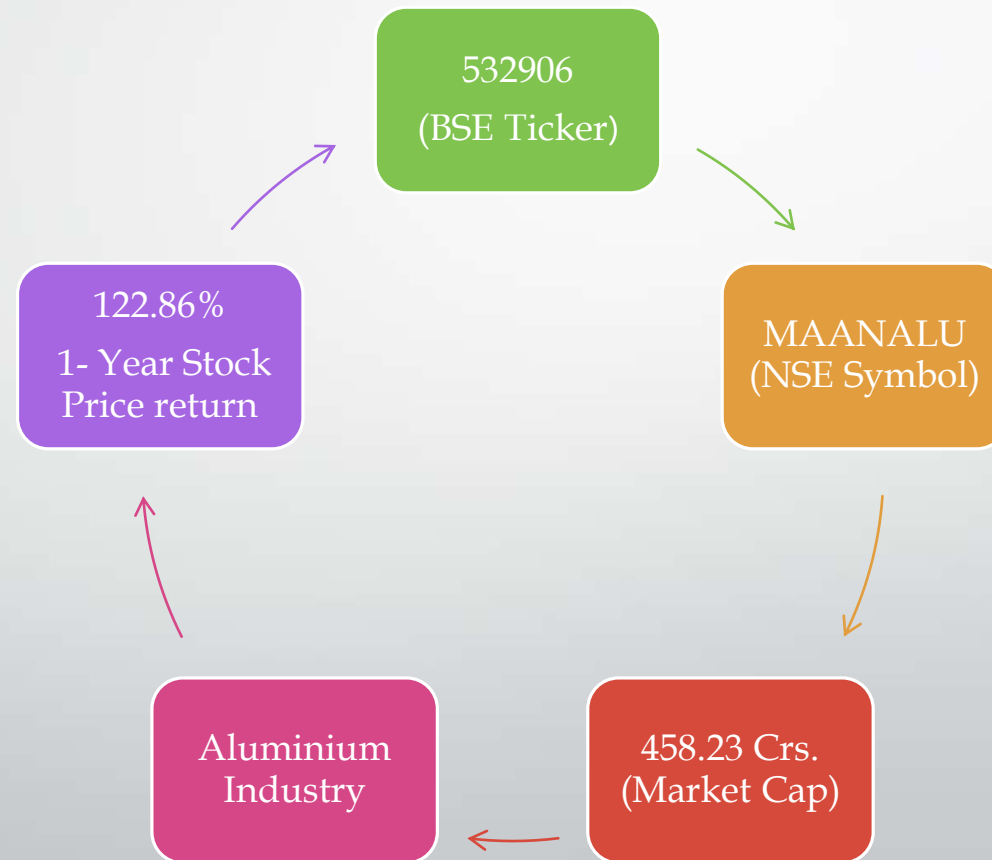 532906
(BSE Ticker)
MAANALU
(NSE Symbol)
458.23 Crs.
(Market Cap)
Aluminium
Industry
122.86%
1- Year Stock
Price return